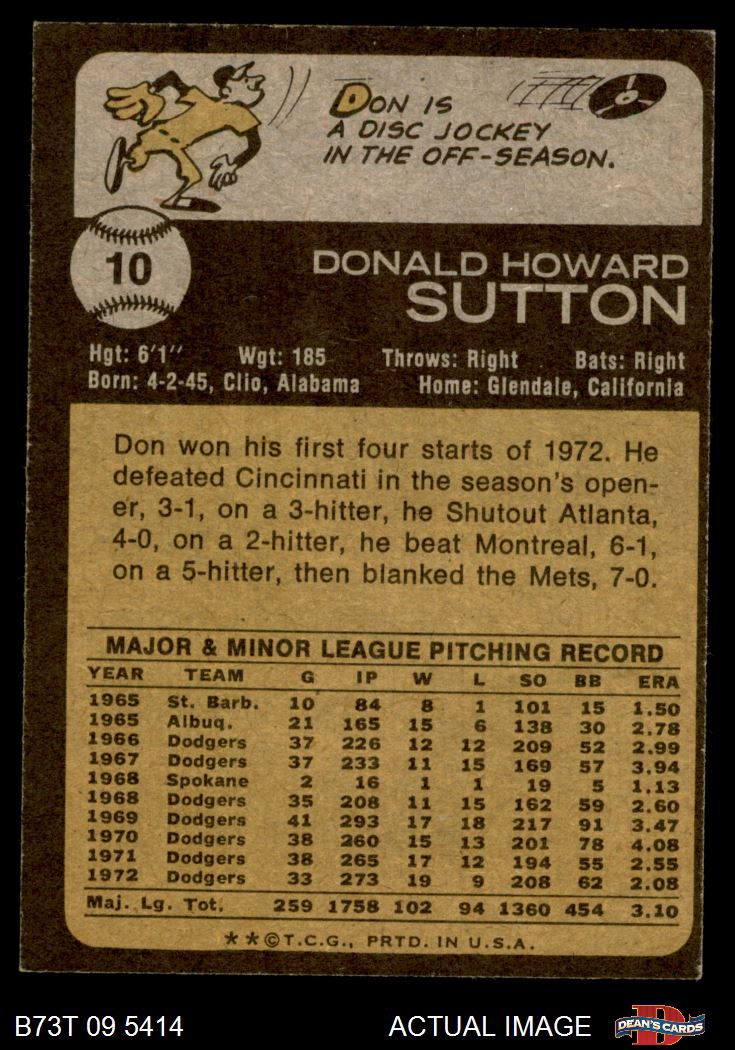 DON IS
A DISC JOCKEY
IN THE OFF-SEASON.
10
DONALD HOWARD
SUTTON
Hgt: 6'1" Wgt: 185 Throws: Right Bats: Right
Born: 4-2-45, Clio, Alabama Home: Glendale, California
Don won his first four starts of 1972. He
defeated Cincinnati in the season's open-
er, 3-1, on a 3-hitter, he Shutout Atlanta,
4-0, on a 2-hitter, he beat Montreal, 6-1,
on a 5-hitter, then blanked the Mets, 7-0.
MAJOR & MINOR LEAGUE PITCHING RECORD
YEAR TEAM G IP W L SO BB ERA
1965 St. Barb. 10 84 8 1 101 15 1.50
1965 Albuq. 21 165 15 6 138 30 2.78
1966 Dodgers 37 226 12 12 209 52 2.99
1967 Dodgers 37 233 11 15 169 57 3.94
1968 Spokane 2 16 1 1 19 5 1.13
1968 Dodgers 35 208 11 15 162 59 2.60
1969 Dodgers 41 293 17 18 217 91 3.47
1970 Dodgers 38 260 15 13 201 78 4.08
1971 Dodgers 38 265 17 12 194 55 2.55
1972 Dodgers 33 273 19 9 208 62 2.08
Maj. Lg. Tot. 259 1758 102 94 1360 454 3.10
**©T.C.G., PRTD. IN U.S.A.
B73T 09 5414 ACTUAL IMAGE
D
DEAN'S CARDS